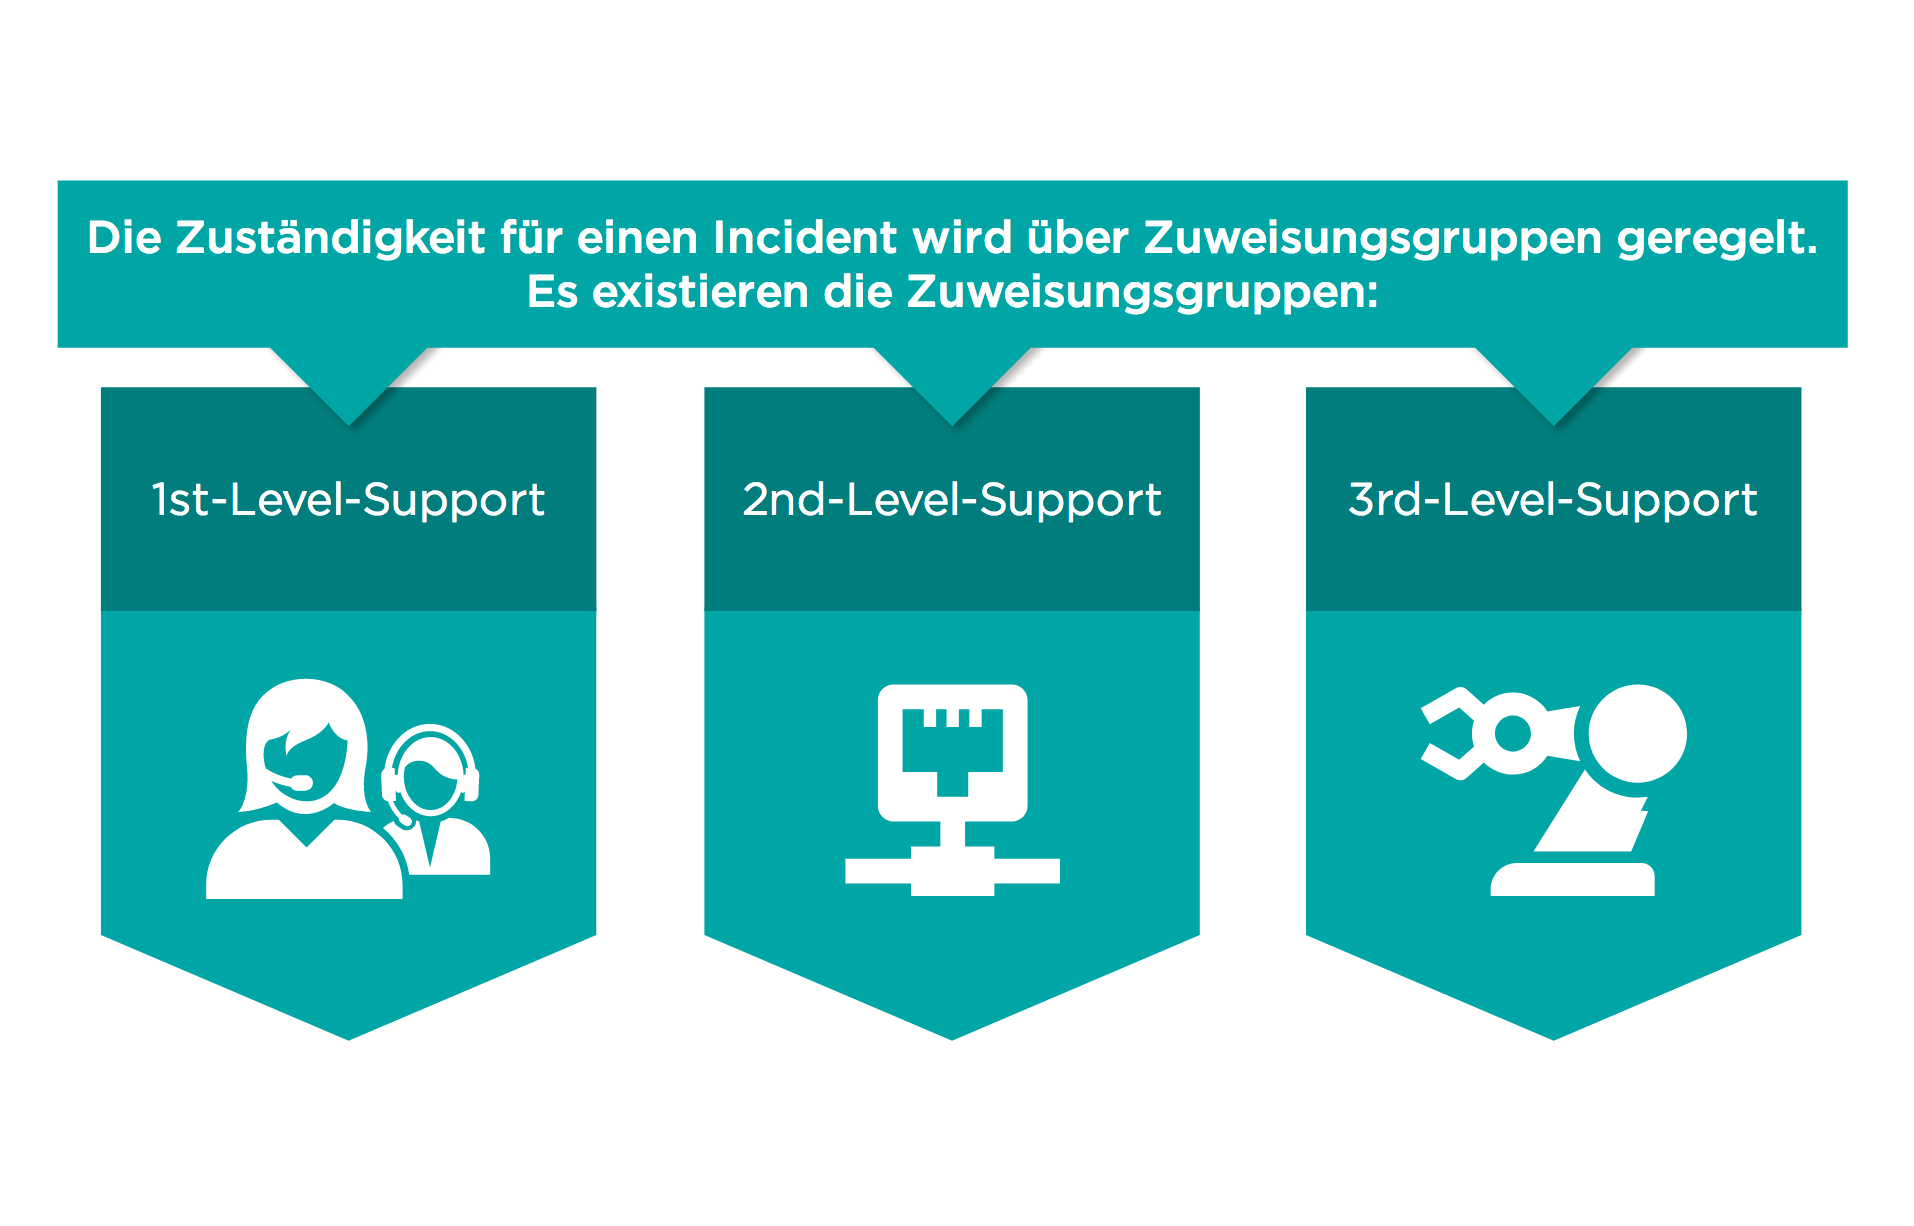 Die Zuständigkeit für einen Incident wird über Zuweisungsgruppen geregelt.
Es existieren die Zuweisungsgruppen:
1st-Level-Support
2nd-Level-Support
3rd-Level-Support